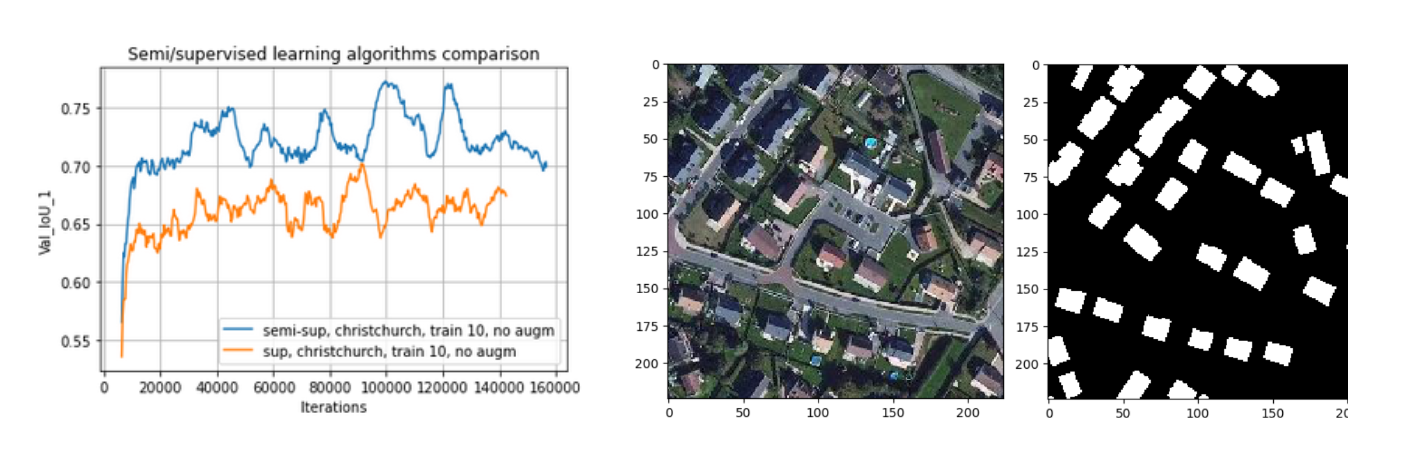 Semi/supervised learning algorithms comparison
Val_IoU_1
0.75
0.70
0.65
0.60
0.55
semi-sup, christchurch, train 10, no augm
sup, christchurch, train 10, no augm
0 20000 40000 60000 80000 100000 120000 140000 160000
Iterations
0
25
50
75
100
125
150
175
200
0 50 100 150 200
0
25
50
75
100
125
150
175
200
0 50 100 150 20